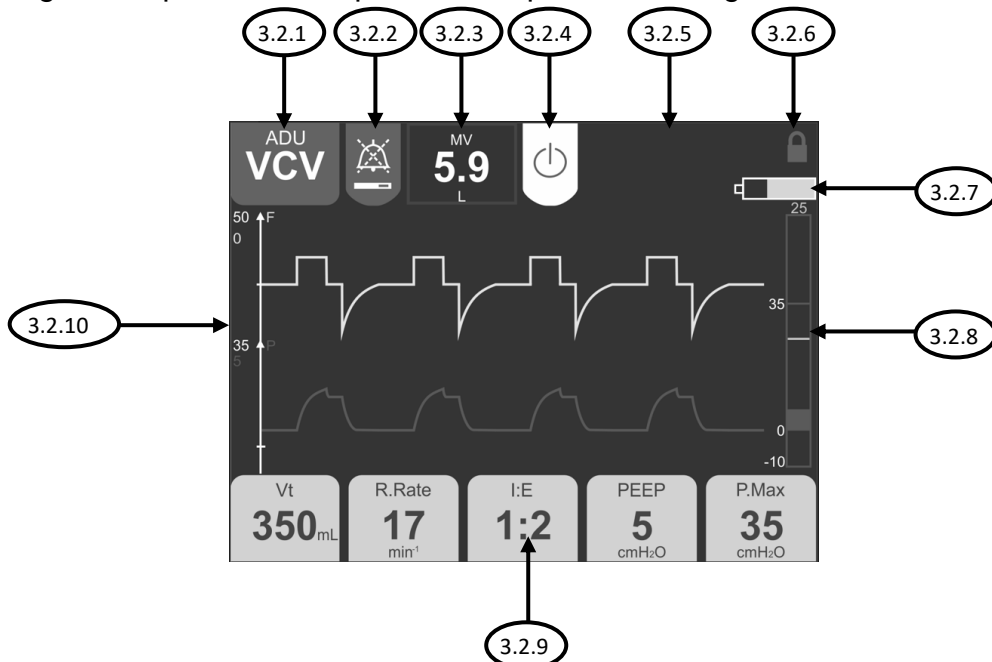 3.2.1 3.2.2 3.2.3 3.2.4 3.2.5 3.2.6
ADU
VCV
MV
5.9
L
3.2.7
25
50 F
0
35
3.2.10
3.2.8
35 P
5
0
-10
Vt R.Rate I:E PEEP P.Max
350mL 17 1:2 5 35
min⁻¹ cmH₂O cmH₂O
3.2.9